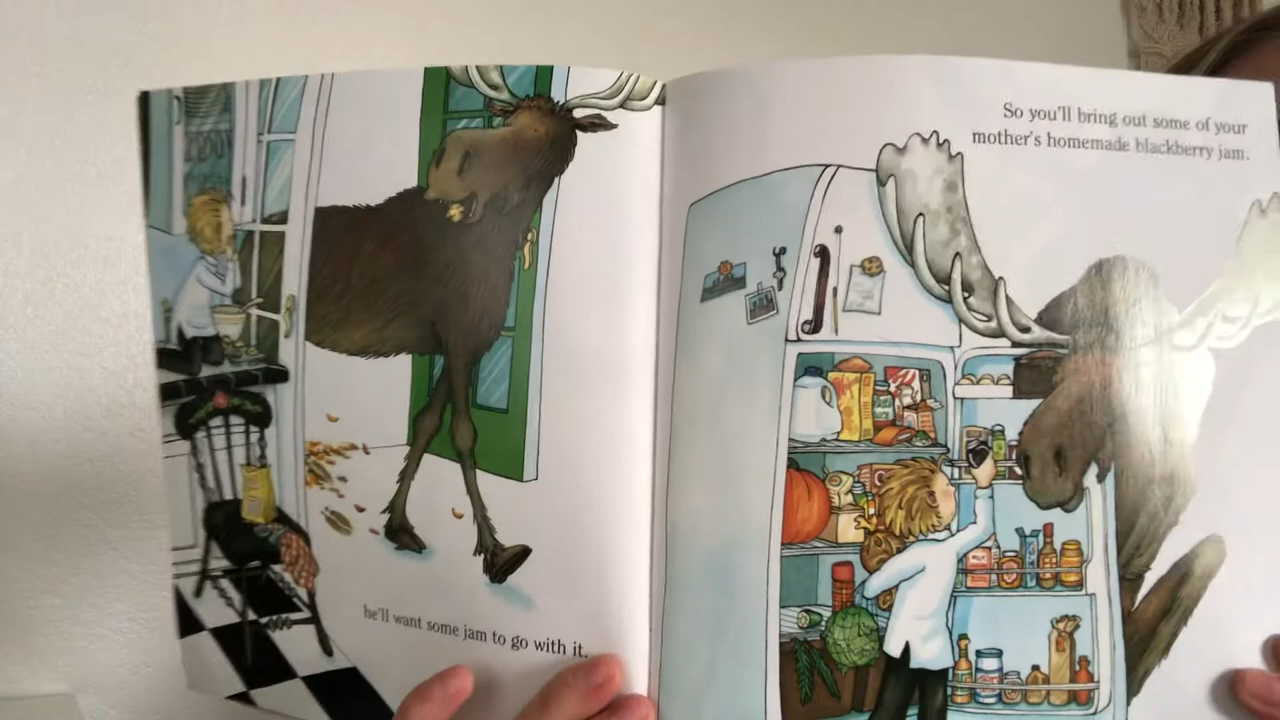 he'll want some jam to go with it.
So you'll bring out some of your
mother's homemade blackberry jam.